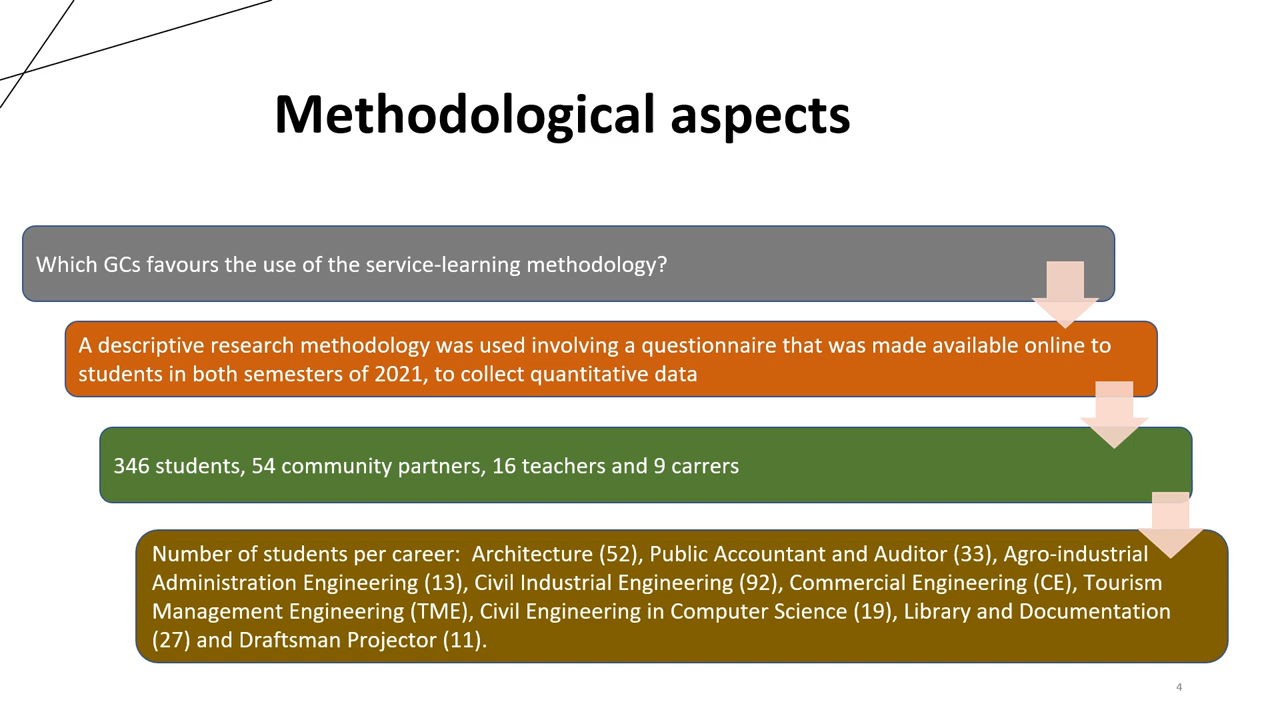 Methodological aspects
Which GCs favours the use of the service-learning methodology?
A descriptive research methodology was used involving a questionnaire that was made available online to
students in both semesters of 2021, to collect quantitative data
346 students, 54 community partners, 16 teachers and 9 carrers
Number of students per career:  Architecture (52), Public Accountant and Auditor (33), Agro-industrial
Administration Engineering (13), Civil Industrial Engineering (92), Commercial Engineering (CE), Tourism
Management Engineering (TME), Civil Engineering in Computer Science (19), Library and Documentation
(27) and Draftsman Projector (11).
4